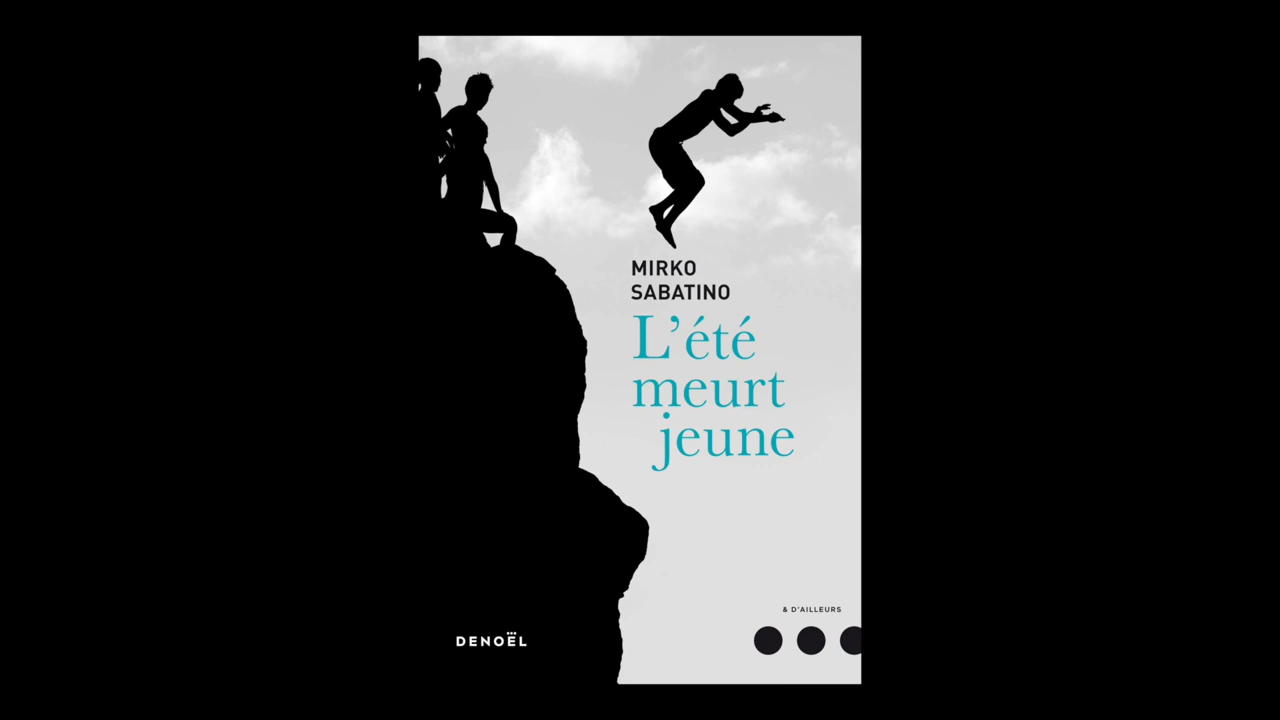 MIRKO
SABATINO
L'été
meurt
jeune
& D'AILLEURS
DENOËL